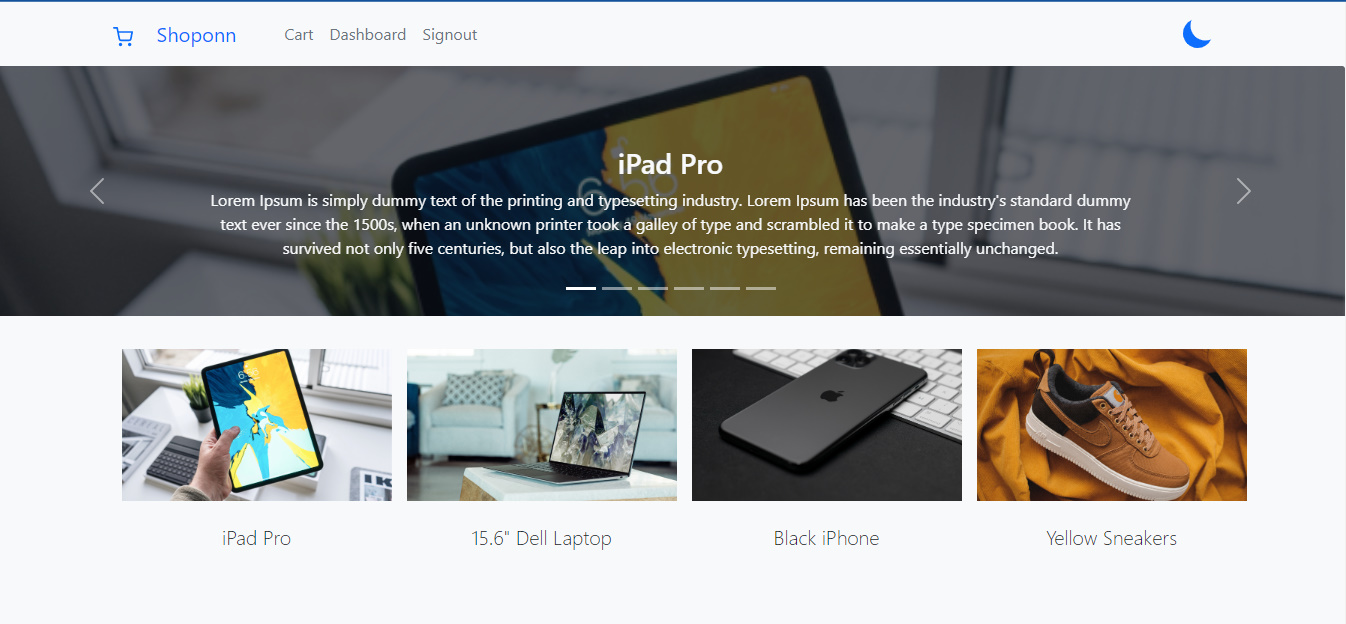 Shoponn Cart Dashboard Signout
iPad Pro
Lorem Ipsum is simply dummy text of the printing and typesetting industry. Lorem Ipsum has been the industry's standard dummy
text ever since the 1500s, when an unknown printer took a galley of type and scrambled it to make a type specimen book. It has
survived not only five centuries, but also the leap into electronic typesetting, remaining essentially unchanged.
iPad Pro
15.6" Dell Laptop
Black iPhone
Yellow Sneakers